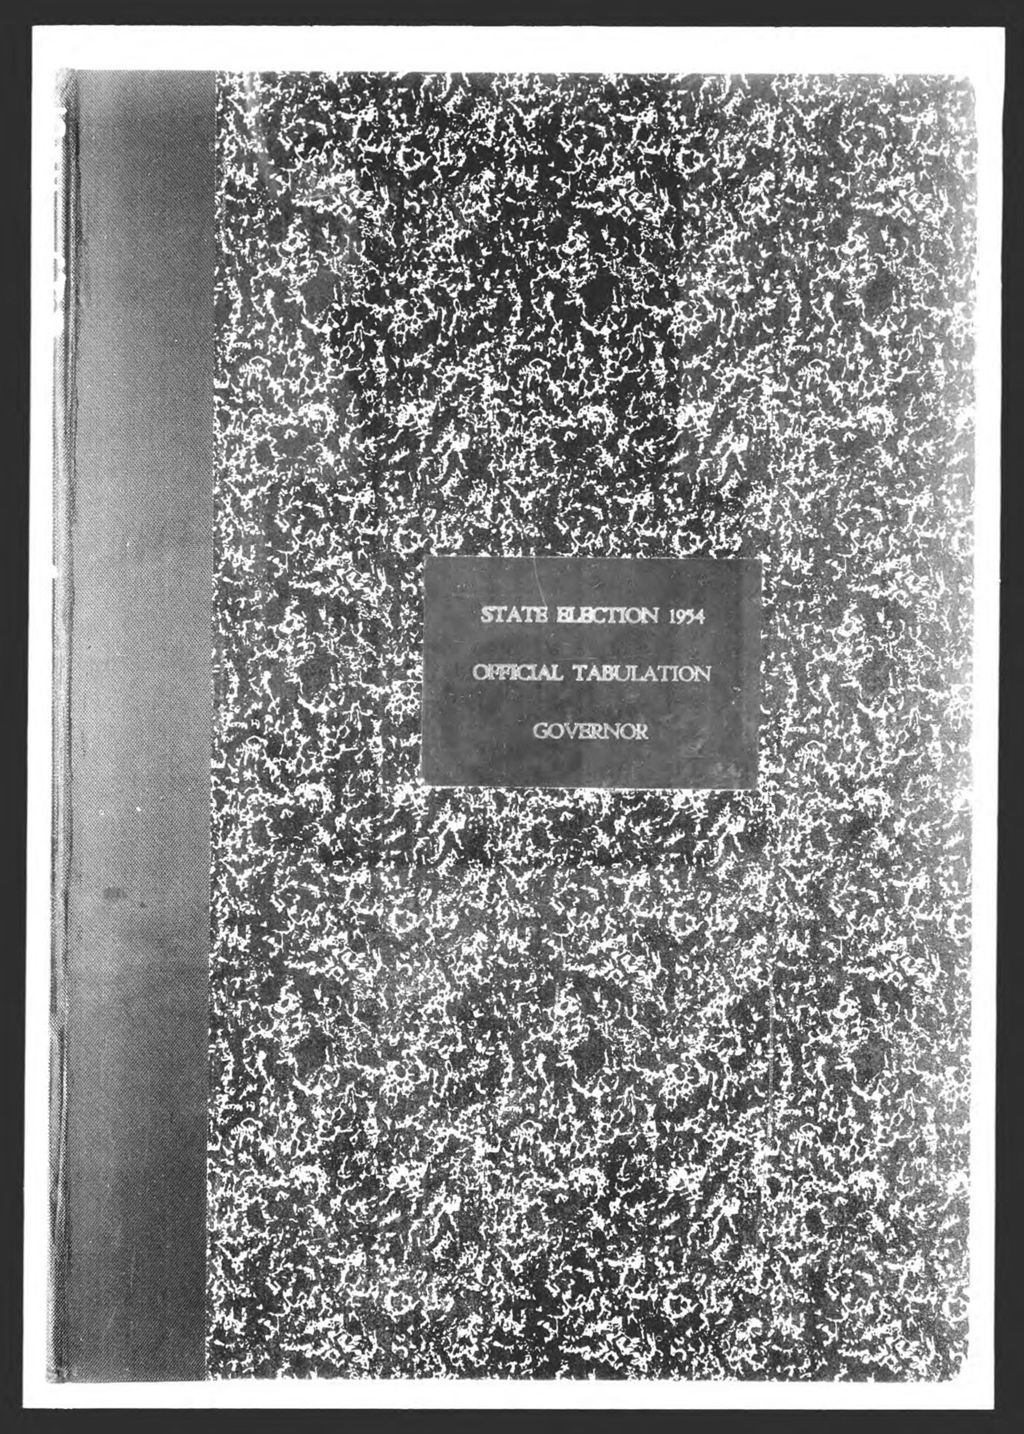 STATE ELECTION 1954
OFFICIAL TABULATION
GOVERNOR